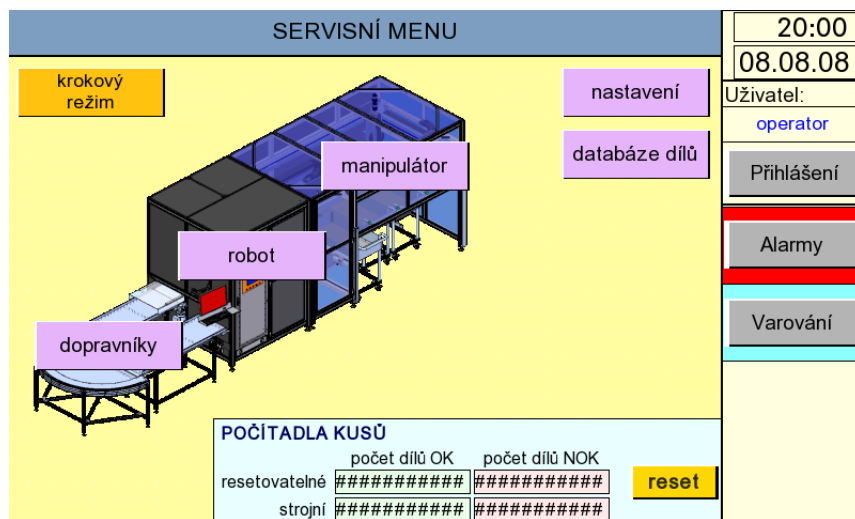 SERVISNÍ MENU
20:00
08.08.08
krokový
režim
nastavení
Uživatel:
operator
databáze dílů
manipulátor
Přihlášení
robot
Alarmy
dopravníky
Varování
POČÍTADLA KUSŮ
počet dílů OK počet dílů NOK
resetovatelné ########### ###########
reset
strojní ########### ###########